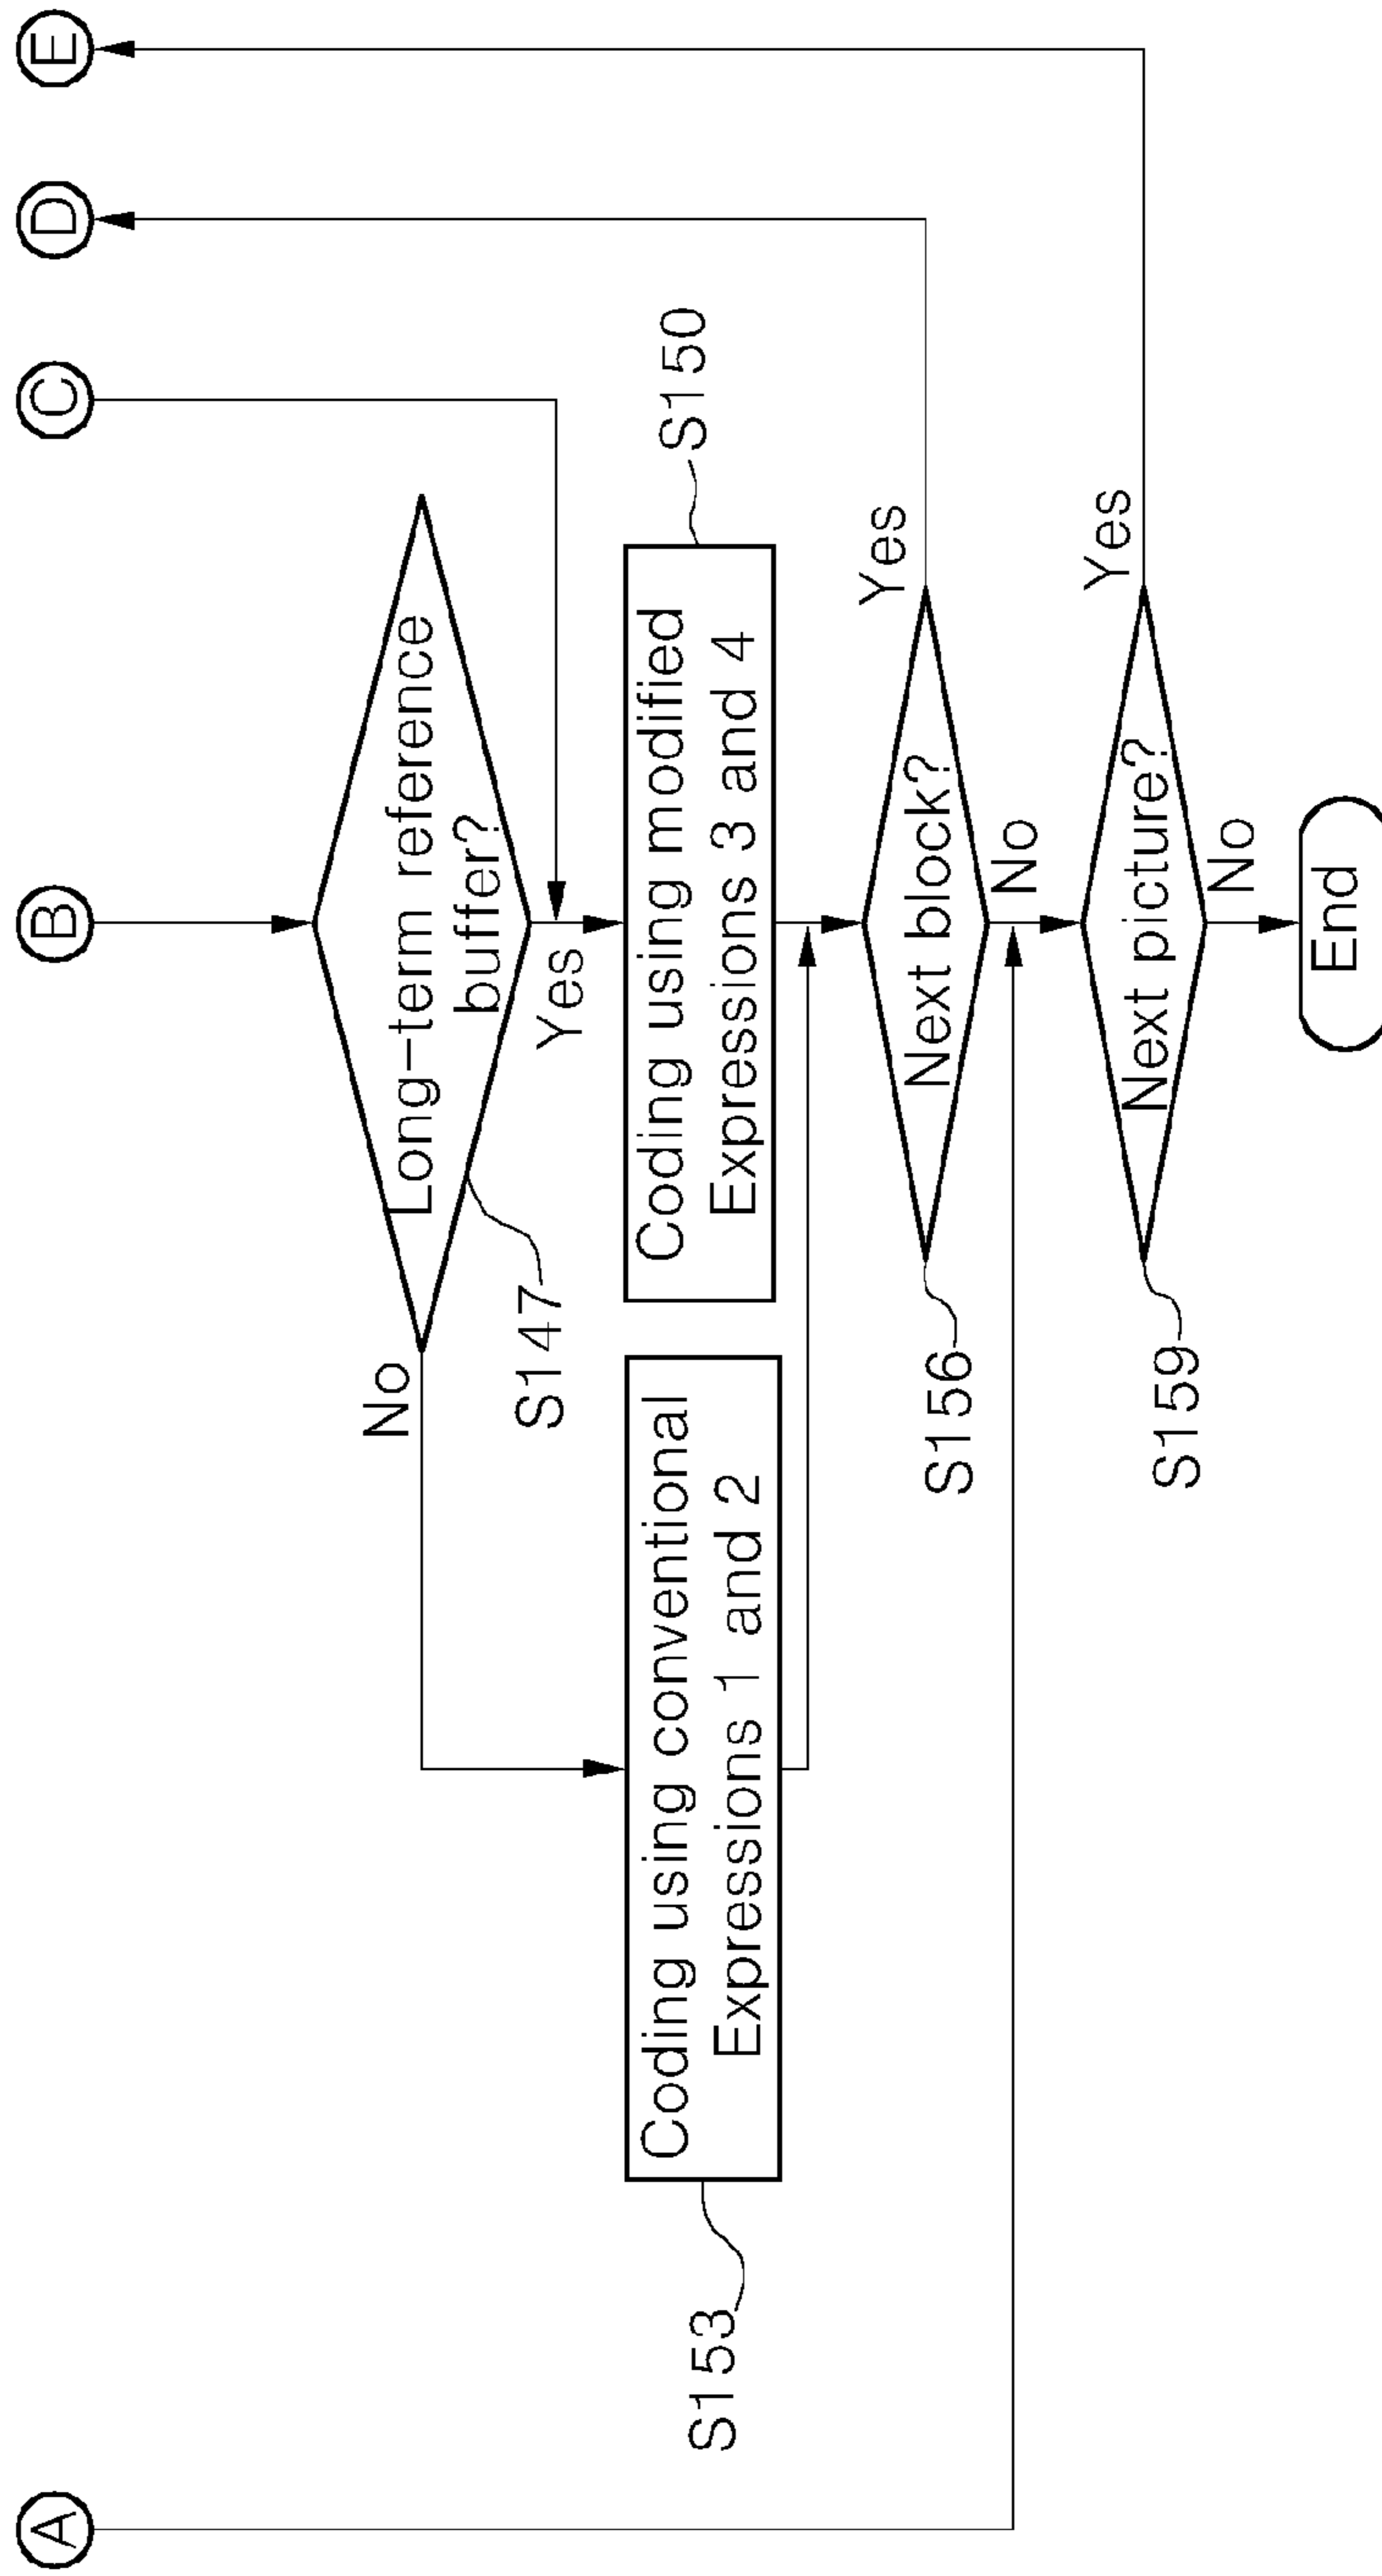 A
B
C
D
E
Long-term reference
buffer?
No
Yes
S147
Coding using conventional
Expressions 1 and 2
S153
Coding using modified
Expressions 3 and 4
S150
Next block?
Yes
No
S156
Next picture?
Yes
No
S159
End